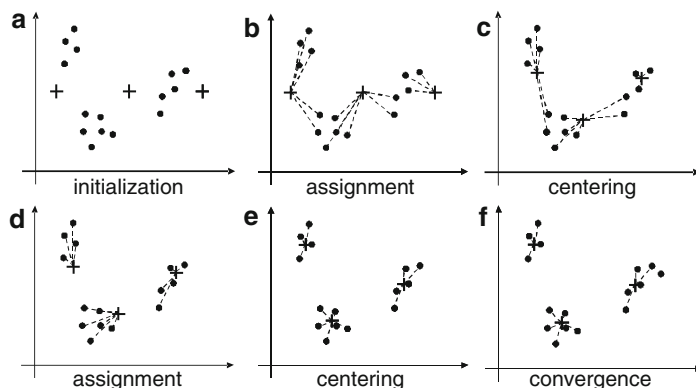 a
b
c
initialization
assignment
centering
d
e
f
assignment
centering
convergence